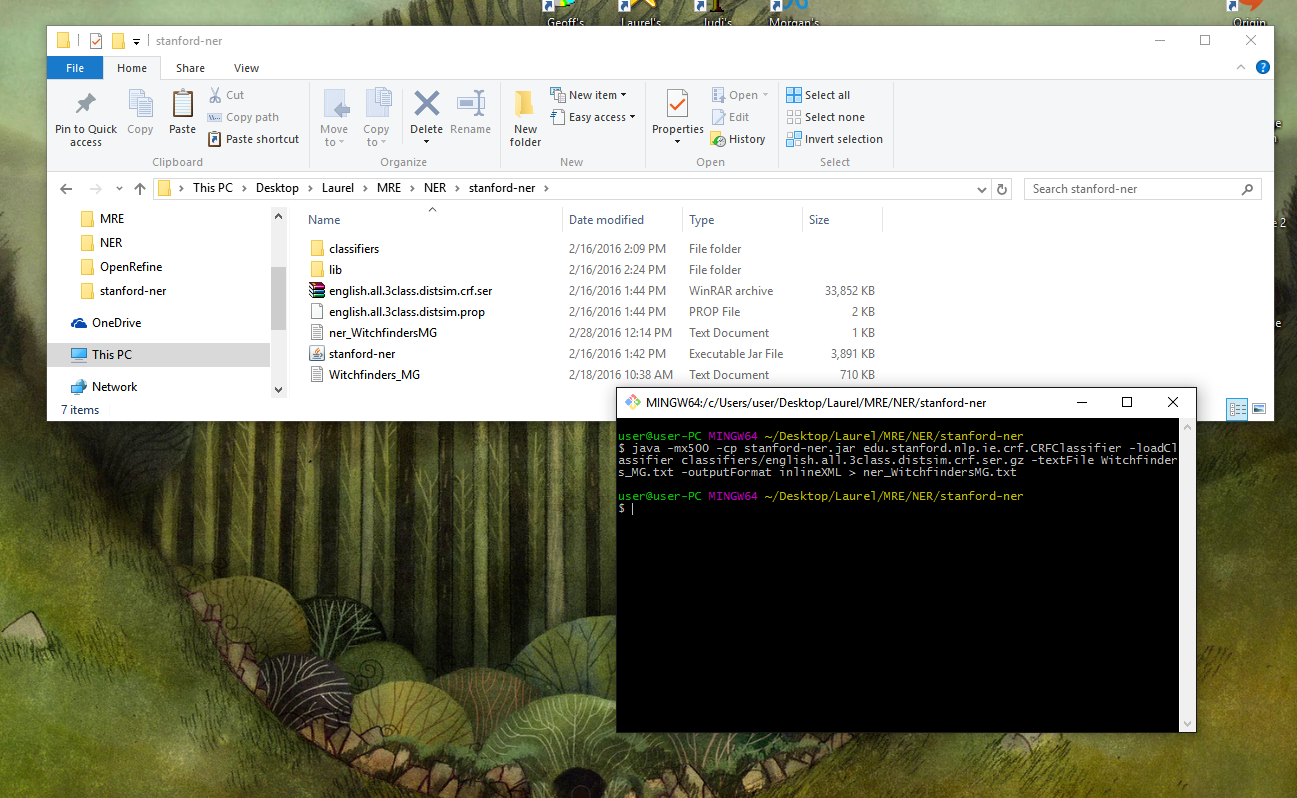 Geoff's Laurel's Judi's Morgan's Origin
stanford-ner
File Home Share View
Pin to Quick access
Copy
Paste
Cut
Copy path
Paste shortcut
Clipboard
Move to
Copy to
Delete
Rename
Organize
New folder
New item
Easy access
New
Properties
Open
Edit
History
Open
Select all
Select none
Invert selection
Select
This PC > Desktop > Laurel > MRE > NER > stanford-ner >
Search stanford-ner
MRE
NER
OpenRefine
stanford-ner
OneDrive
This PC
Network
Name Date modified Type Size
classifiers 2/16/2016 2:09 PM File folder
lib 2/16/2016 2:24 PM File folder
english.all.3class.distsim.crf.ser 2/16/2016 1:44 PM WinRAR archive 33,852 KB
english.all.3class.distsim.prop 2/16/2016 1:44 PM PROP File 2 KB
ner_WitchfindersMG 2/28/2016 12:14 PM Text Document 1 KB
stanford-ner 2/16/2016 1:42 PM Executable Jar File 3,891 KB
Witchfinders_MG 2/18/2016 10:38 AM Text Document 710 KB
7 items
MINGW64:/c/Users/user/Desktop/Laurel/MRE/NER/stanford-ner
user@user-PC MINGW64 ~/Desktop/Laurel/MRE/NER/stanford-ner
$ java -mx500 -cp stanford-ner.jar edu.stanford.nlp.ie.crf.CRFClassifier -loadCl
assifier classifiers/english.all.3class.distsim.crf.ser.gz -textFile Witchfinder
s_MG.txt -outputFormat inlineXML > ner_WitchfindersMG.txt
user@user-PC MINGW64 ~/Desktop/Laurel/MRE/NER/stanford-ner
$